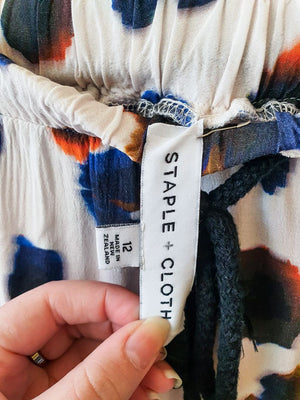 STAPLE + CLOTH
12
MADE IN
NEW
ZEALAND